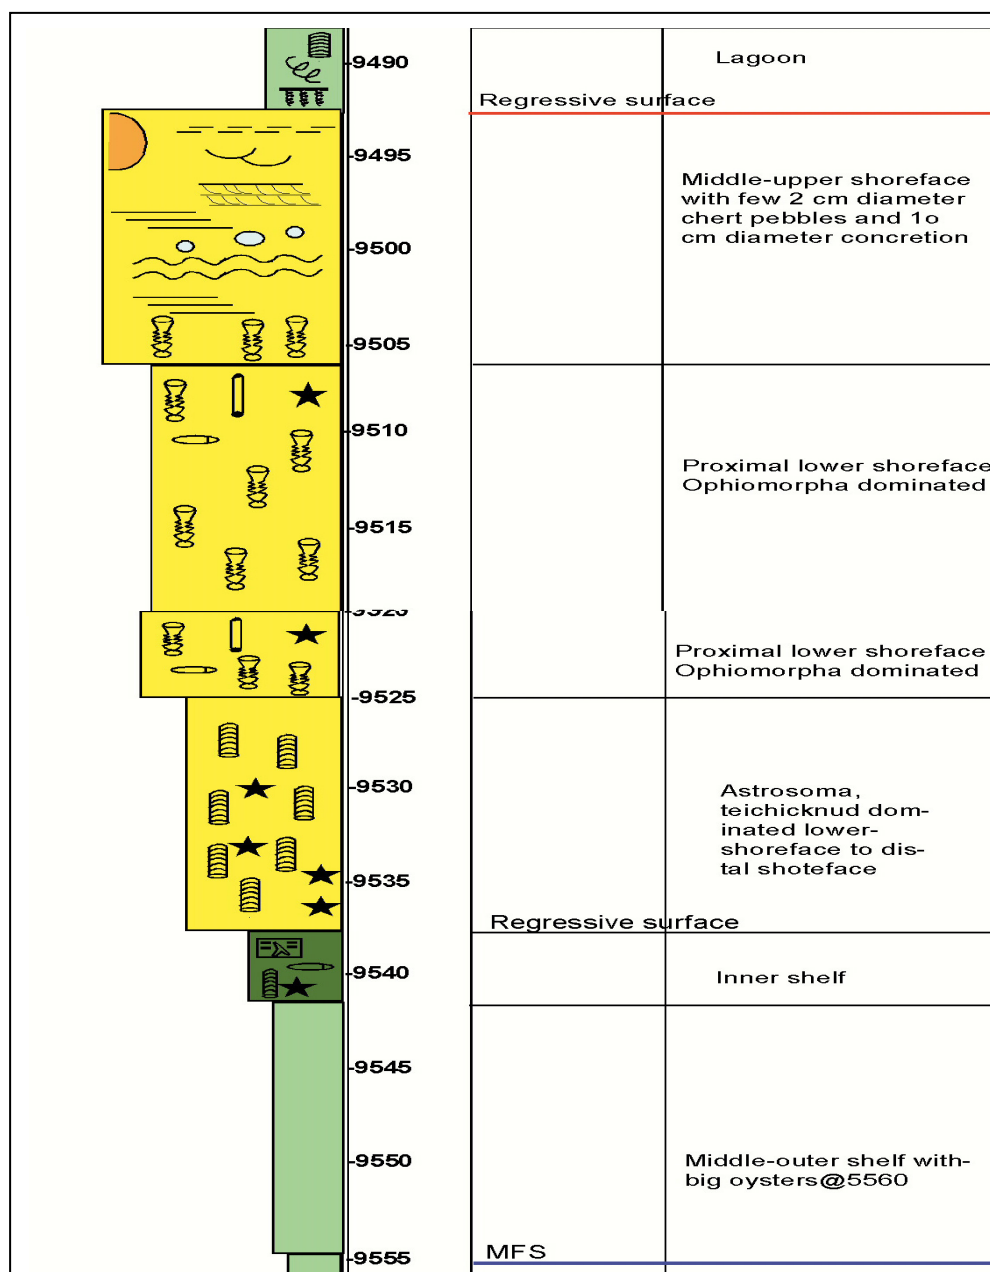 -9490
Lagoon
Regressive surface
-9495
Middle-upper shoreface
with few 2 cm diameter
chert pebbles and 1o
cm diameter concretion
-9500
-9505
-9510
Proximal lower shoreface
Ophiomorpha dominated
-9515
Proximal lower shoreface
Ophiomorpha dominated
-9525
-9530
Astrosoma,
teichicknud dom-
inated lower-
shoreface to dis-
tal shoteface
-9535
Regressive surface
-9540
Inner shelf
-9545
-9550
Middle-outer shelf with-
big oysters@5560
MFS
-9555